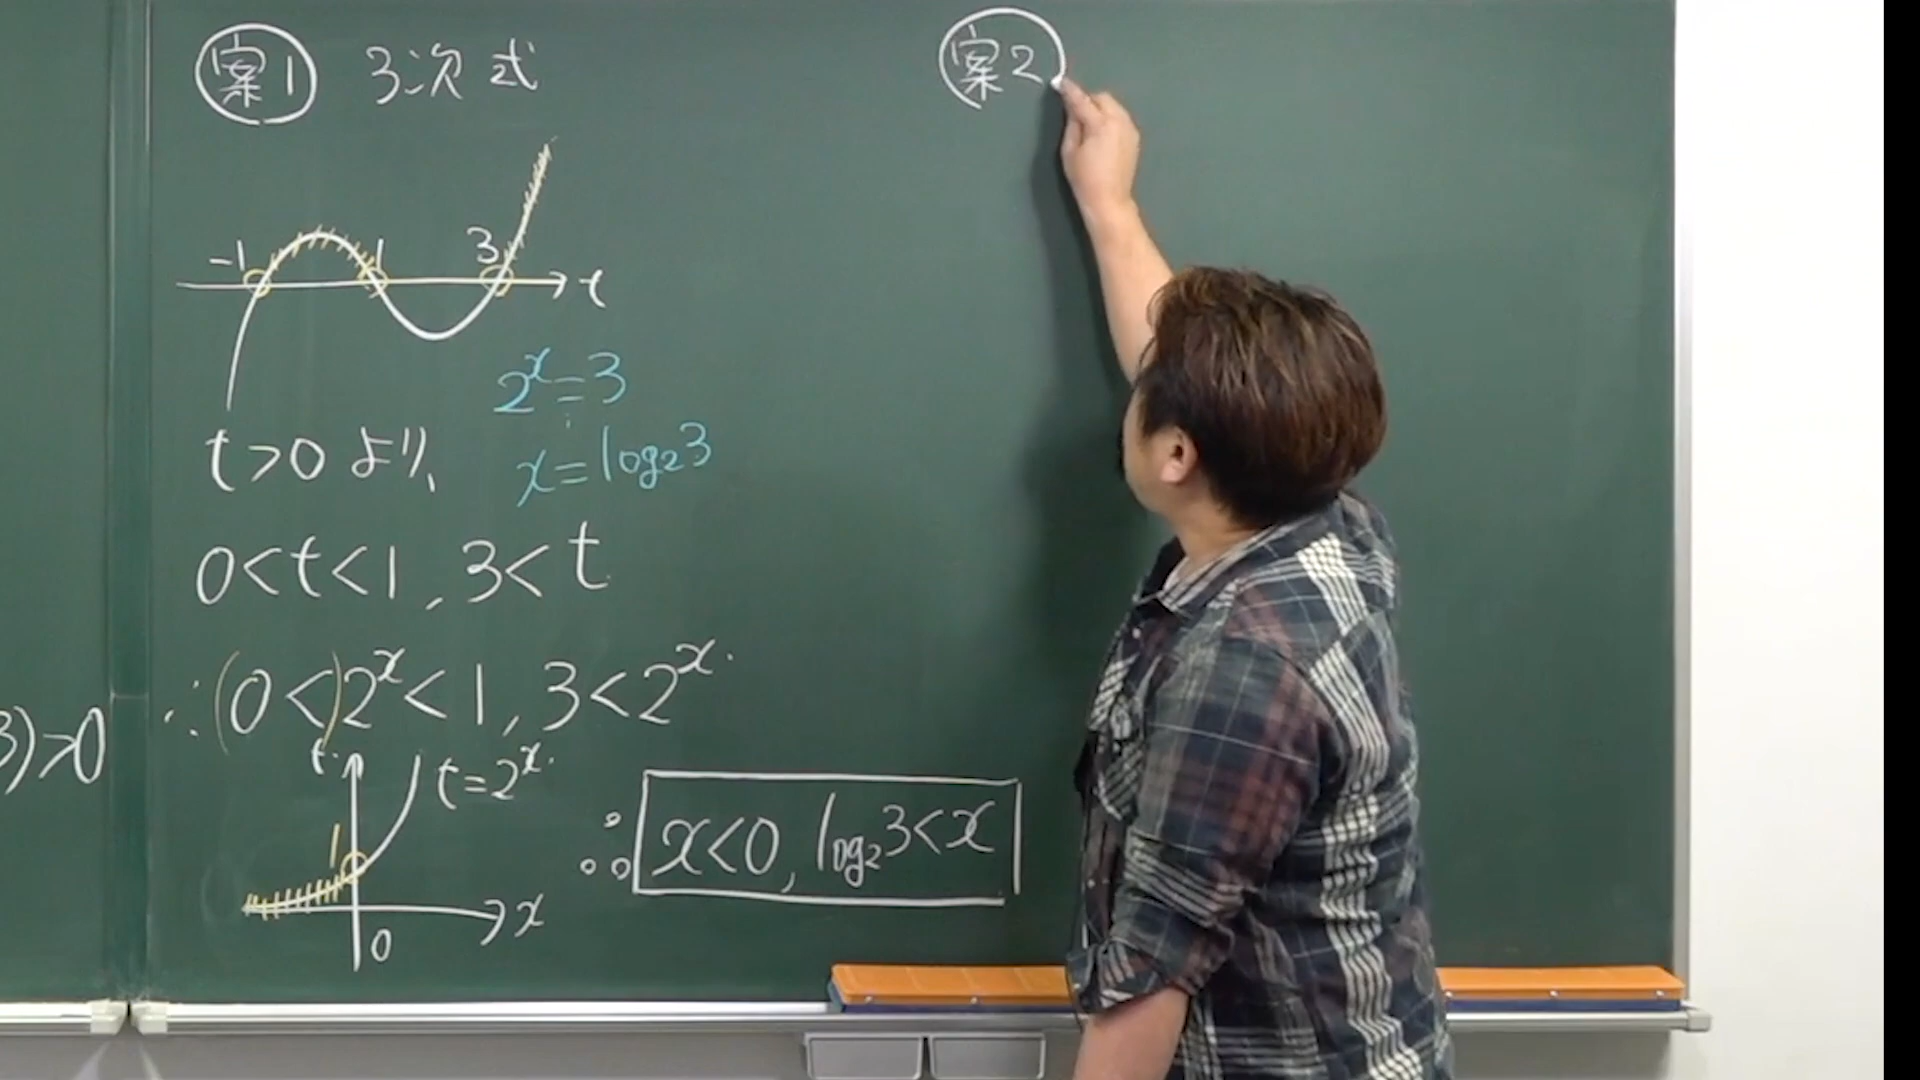 案1 3次式
-1 1 3 t
2^x=3
x=log₂3
t>0 より、
0<t<1, 3<t
∴(0<)2^x<1, 3<2^x.
3)>0
t t=2^x.
1
0 x
∴ x<0, log₂3<x
案2